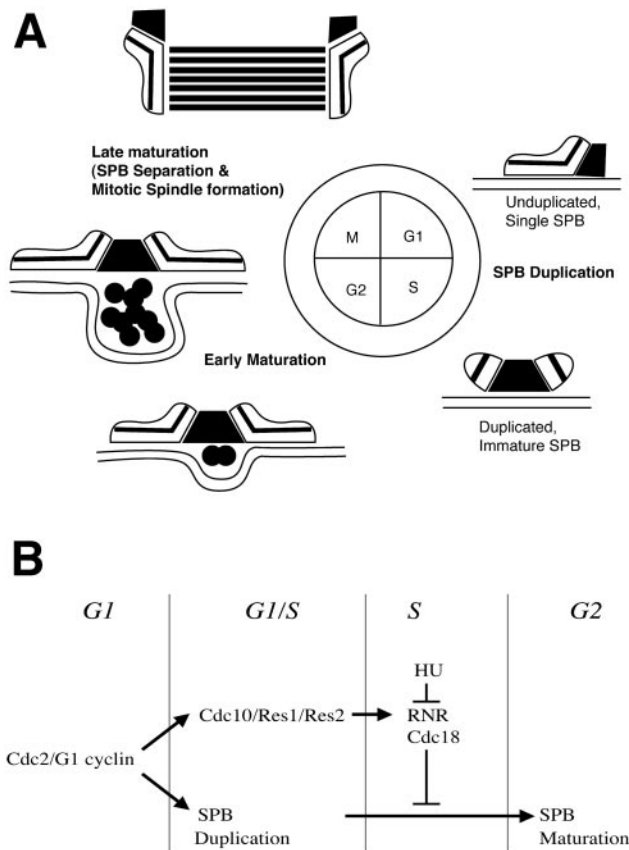 A
Late maturation
(SPB Separation &
Mitotic Spindle formation)
Unduplicated,
Single SPB
M
G1
G2
S
SPB Duplication
Early Maturation
Duplicated,
Immature SPB
B
G1
G1/S
S
G2
HU
Cdc10/Res1/Res2
RNR
Cdc18
Cdc2/G1 cyclin
SPB
Duplication
SPB
Maturation